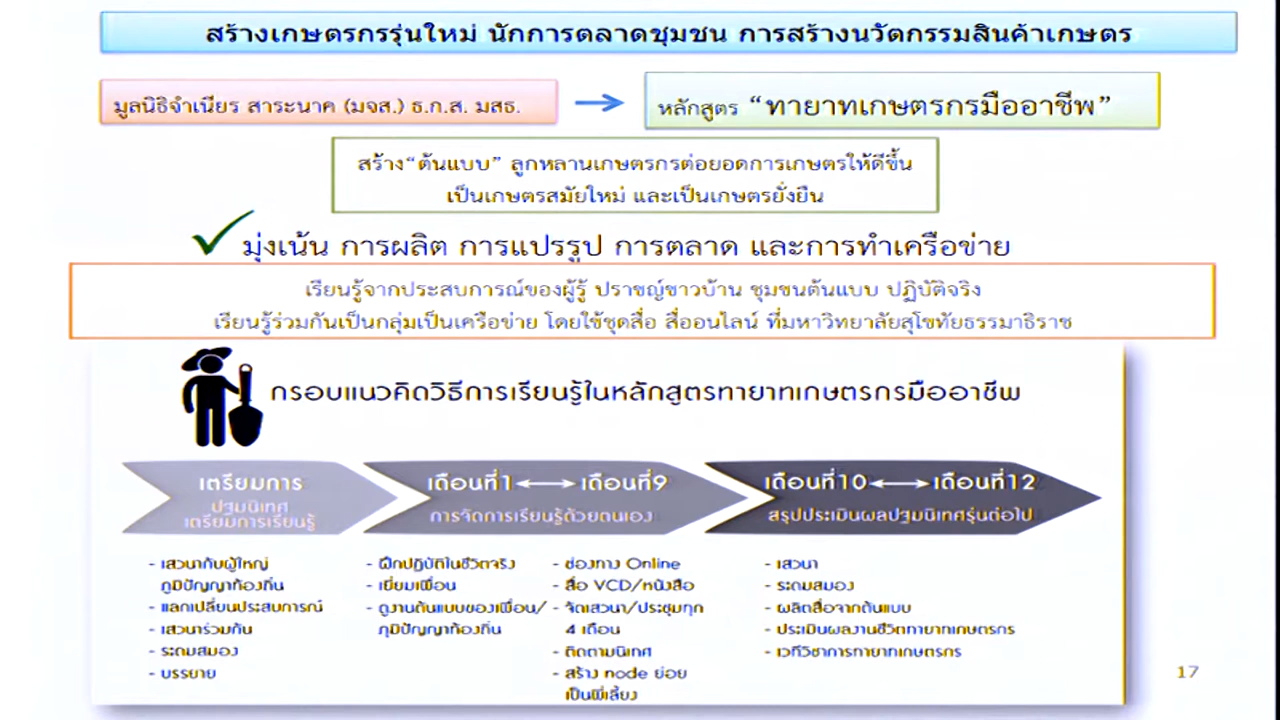 สร้างเกษตรกรรุ่นใหม่ นักการตลาดชุมชน การสร้างนวัตกรรมสินค้าเกษตร
มูลนิธิจำเนียร สาระนาค (มจส.) ธ.ก.ส. มสธ.
หลักสูตร “ทายาทเกษตรกรมืออาชีพ”
สร้าง“ต้นแบบ” ลูกหลานเกษตรกรต่อยอดการเกษตรให้ดีขึ้น
เป็นเกษตรสมัยใหม่ และเป็นเกษตรยั่งยืน
มุ่งเน้น การผลิต การแปรรูป การตลาด และการทำเครือข่าย
เรียนรู้จากประสบการณ์ของผู้รู้ ปราชญ์ชาวบ้าน ชุมชนต้นแบบ ปฏิบัติจริง
เรียนรู้ร่วมกันเป็นกลุ่มเป็นเครือข่าย โดยใช้ชุดสื่อ สื่ออนไลน์ ที่มหาวิทยาลัยสุโขทัยธรรมาธิราช
กรอบแนวคิดวิธีการเรียนรู้ในหลักสูตรทายาทเกษตรกรมืออาชีพ
เตรียมการ
ปฐมนิเทศ
เตรียมการเรียนรู้
เดือนที่1 ⟷ เดือนที่9
การจัดการเรียนรู้ด้วยตนเอง
เดือนที่10 ⟷ เดือนที่12
สรุปประเมินผลปฐมนิเทศรุ่นต่อไป
- เสวนากับผู้ใหญ่
ภูมิปัญญาท้องถิ่น
- แลกเปลี่ยนประสบการณ์
- เสวนาร่วมกัน
- ระดมสมอง
- บรรยาย
- ฝึกปฏิบัติในชีวิตจริง
- เยี่ยมเพื่อน
- ดูงานต้นแบบของเพื่อน/
ภูมิปัญญาท้องถิ่น
- ช่องทาง Online
- สื่อ VCD/หนังสือ
- จัดเสวนา/ประชุมทุก
4 เดือน
- ติดตามนิเทศ
- สร้าง node ย่อย
เป็นพี่เลี้ยง
- เสวนา
- ระดมสมอง
- ผลิตสื่อจากต้นแบบ
- ประเมินผลงานชีวิตทายาทเกษตรกร
- เวทีวิชาการทายาทเกษตรกร
17